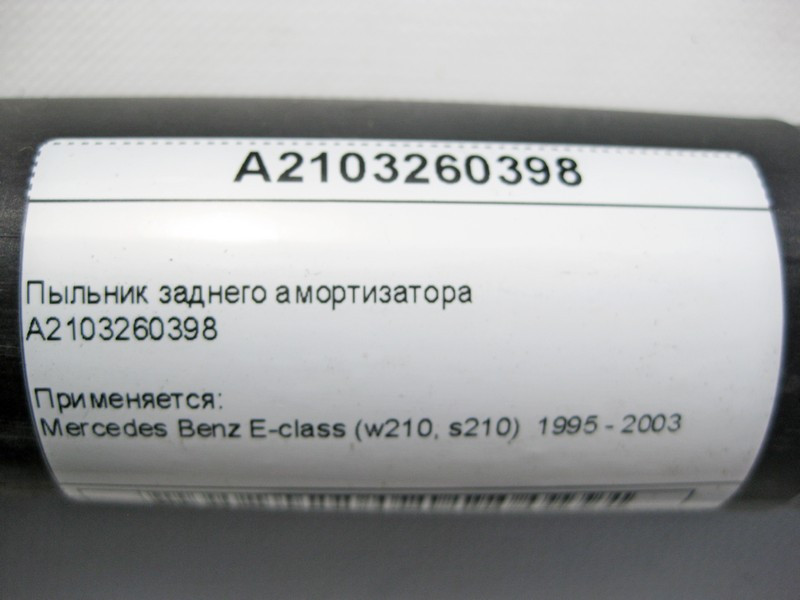 A2103260398
Пыльник заднего амортизатора
A2103260398
Применяется:
Mercedes Benz E-class (w210, s210) 1995 - 2003